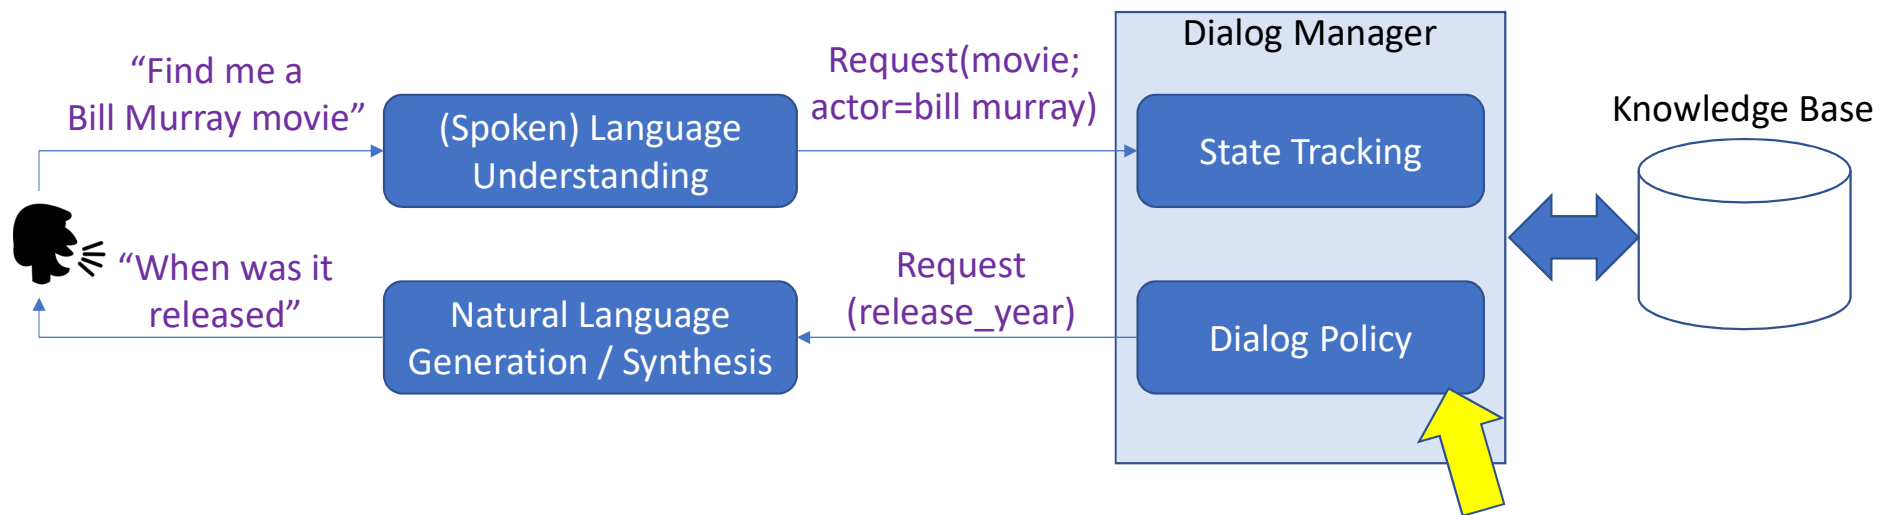 “Find me a
Bill Murray movie”
(Spoken) Language
Understanding
Request(movie;
actor=bill murray)
Dialog Manager
State Tracking
Knowledge Base
“When was it
released”
Natural Language
Generation / Synthesis
Request
(release_year)
Dialog Policy